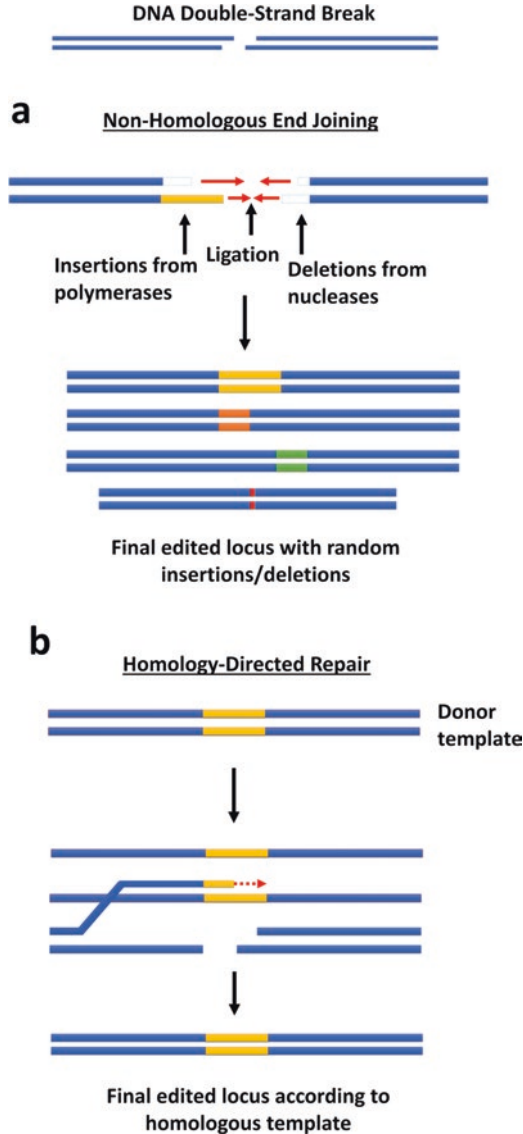 DNA Double-Strand Break
a
Non-Homologous End Joining
Insertions from
polymerases
Ligation
Deletions from
nucleases
Final edited locus with random
insertions/deletions
b
Homology-Directed Repair
Donor
template
Final edited locus according to
homologous template